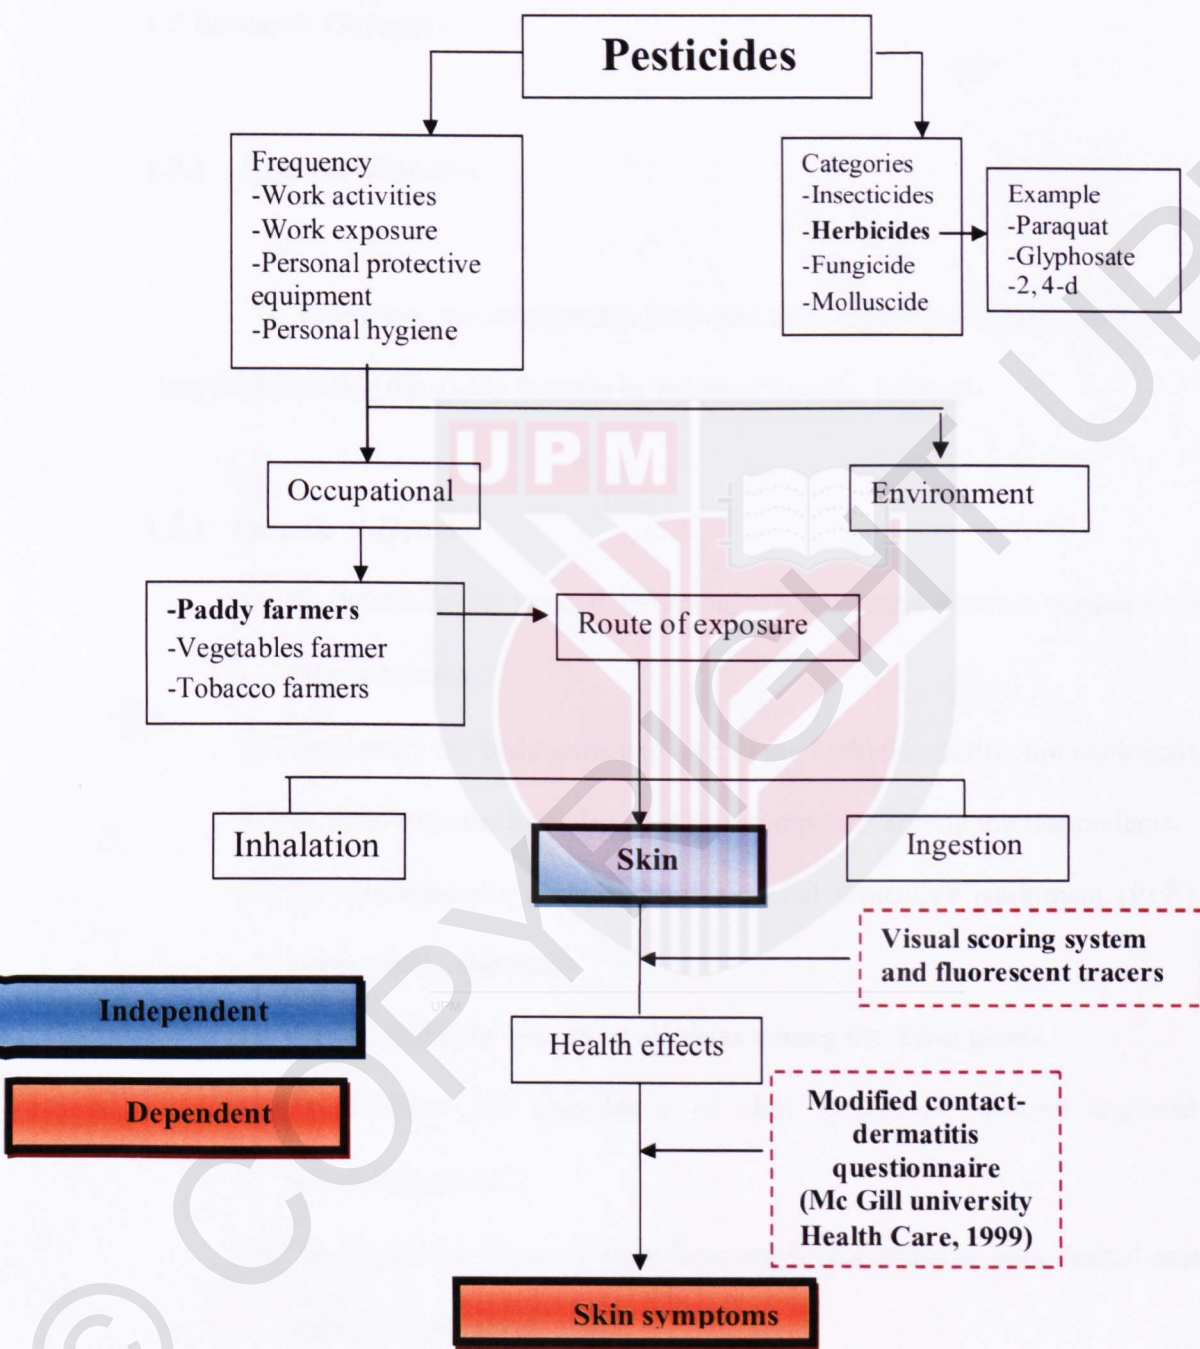 Pesticides
Frequency
-Work activities
-Work exposure
-Personal protective
equipment
-Personal hygiene
Categories
-Insecticides
-Herbicides
-Fungicide
-Molluscide
Example
-Paraquat
-Glyphosate
-2, 4-d
UPM
Occupational
Environment
-Paddy farmers
-Vegetables farmer
-Tobacco farmers
Route of exposure
Inhalation
Skin
Ingestion
Visual scoring system
and fluorescent tracers
Independent
UPM
Health effects
Dependent
Modified contact-
dermatitis
questionnaire
(Mc Gill university
Health Care, 1999)
Skin symptoms
© COPYRIGHT UP